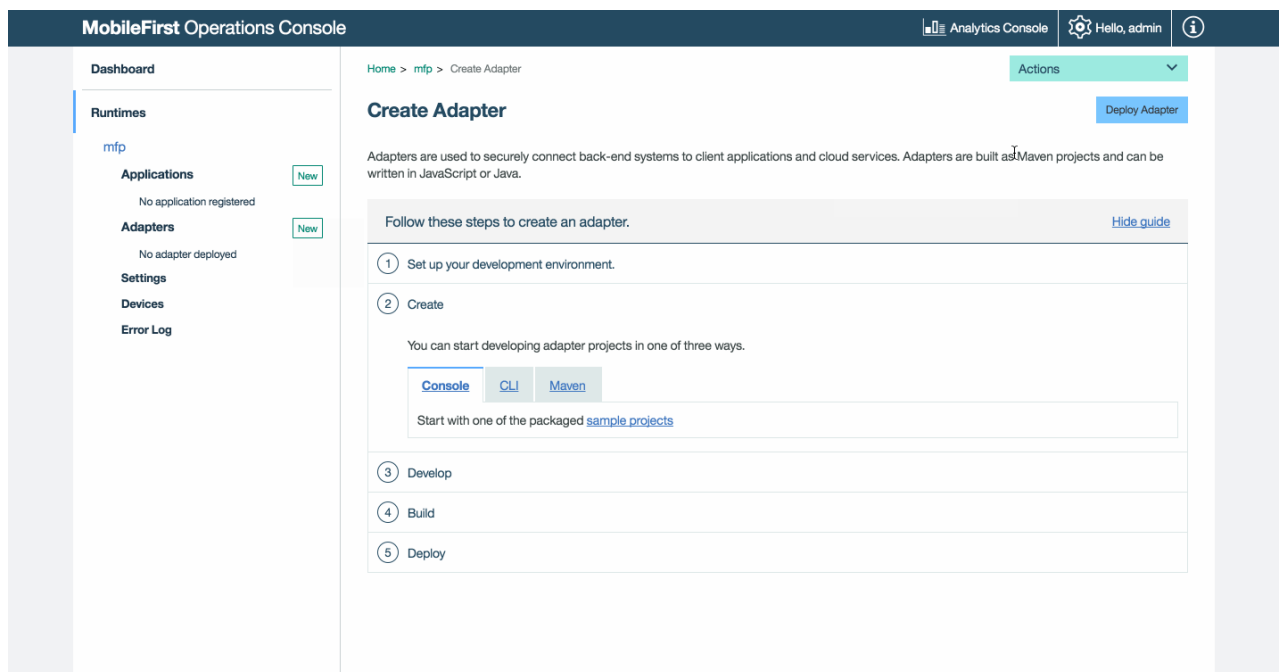 MobileFirst Operations Console
Analytics Console
Hello, admin
Dashboard
Runtimes
mfp
Applications
New
No application registered
Adapters
New
No adapter deployed
Settings
Devices
Error Log
Home > mfp > Create Adapter
Actions
Create Adapter
Deploy Adapter
Adapters are used to securely connect back-end systems to client applications and cloud services. Adapters are built as Maven projects and can be
written in JavaScript or Java.
Follow these steps to create an adapter.
Hide guide
1 Set up your development environment.
2 Create
You can start developing adapter projects in one of three ways.
Console CLI Maven
Start with one of the packaged sample projects
3 Develop
4 Build
5 Deploy